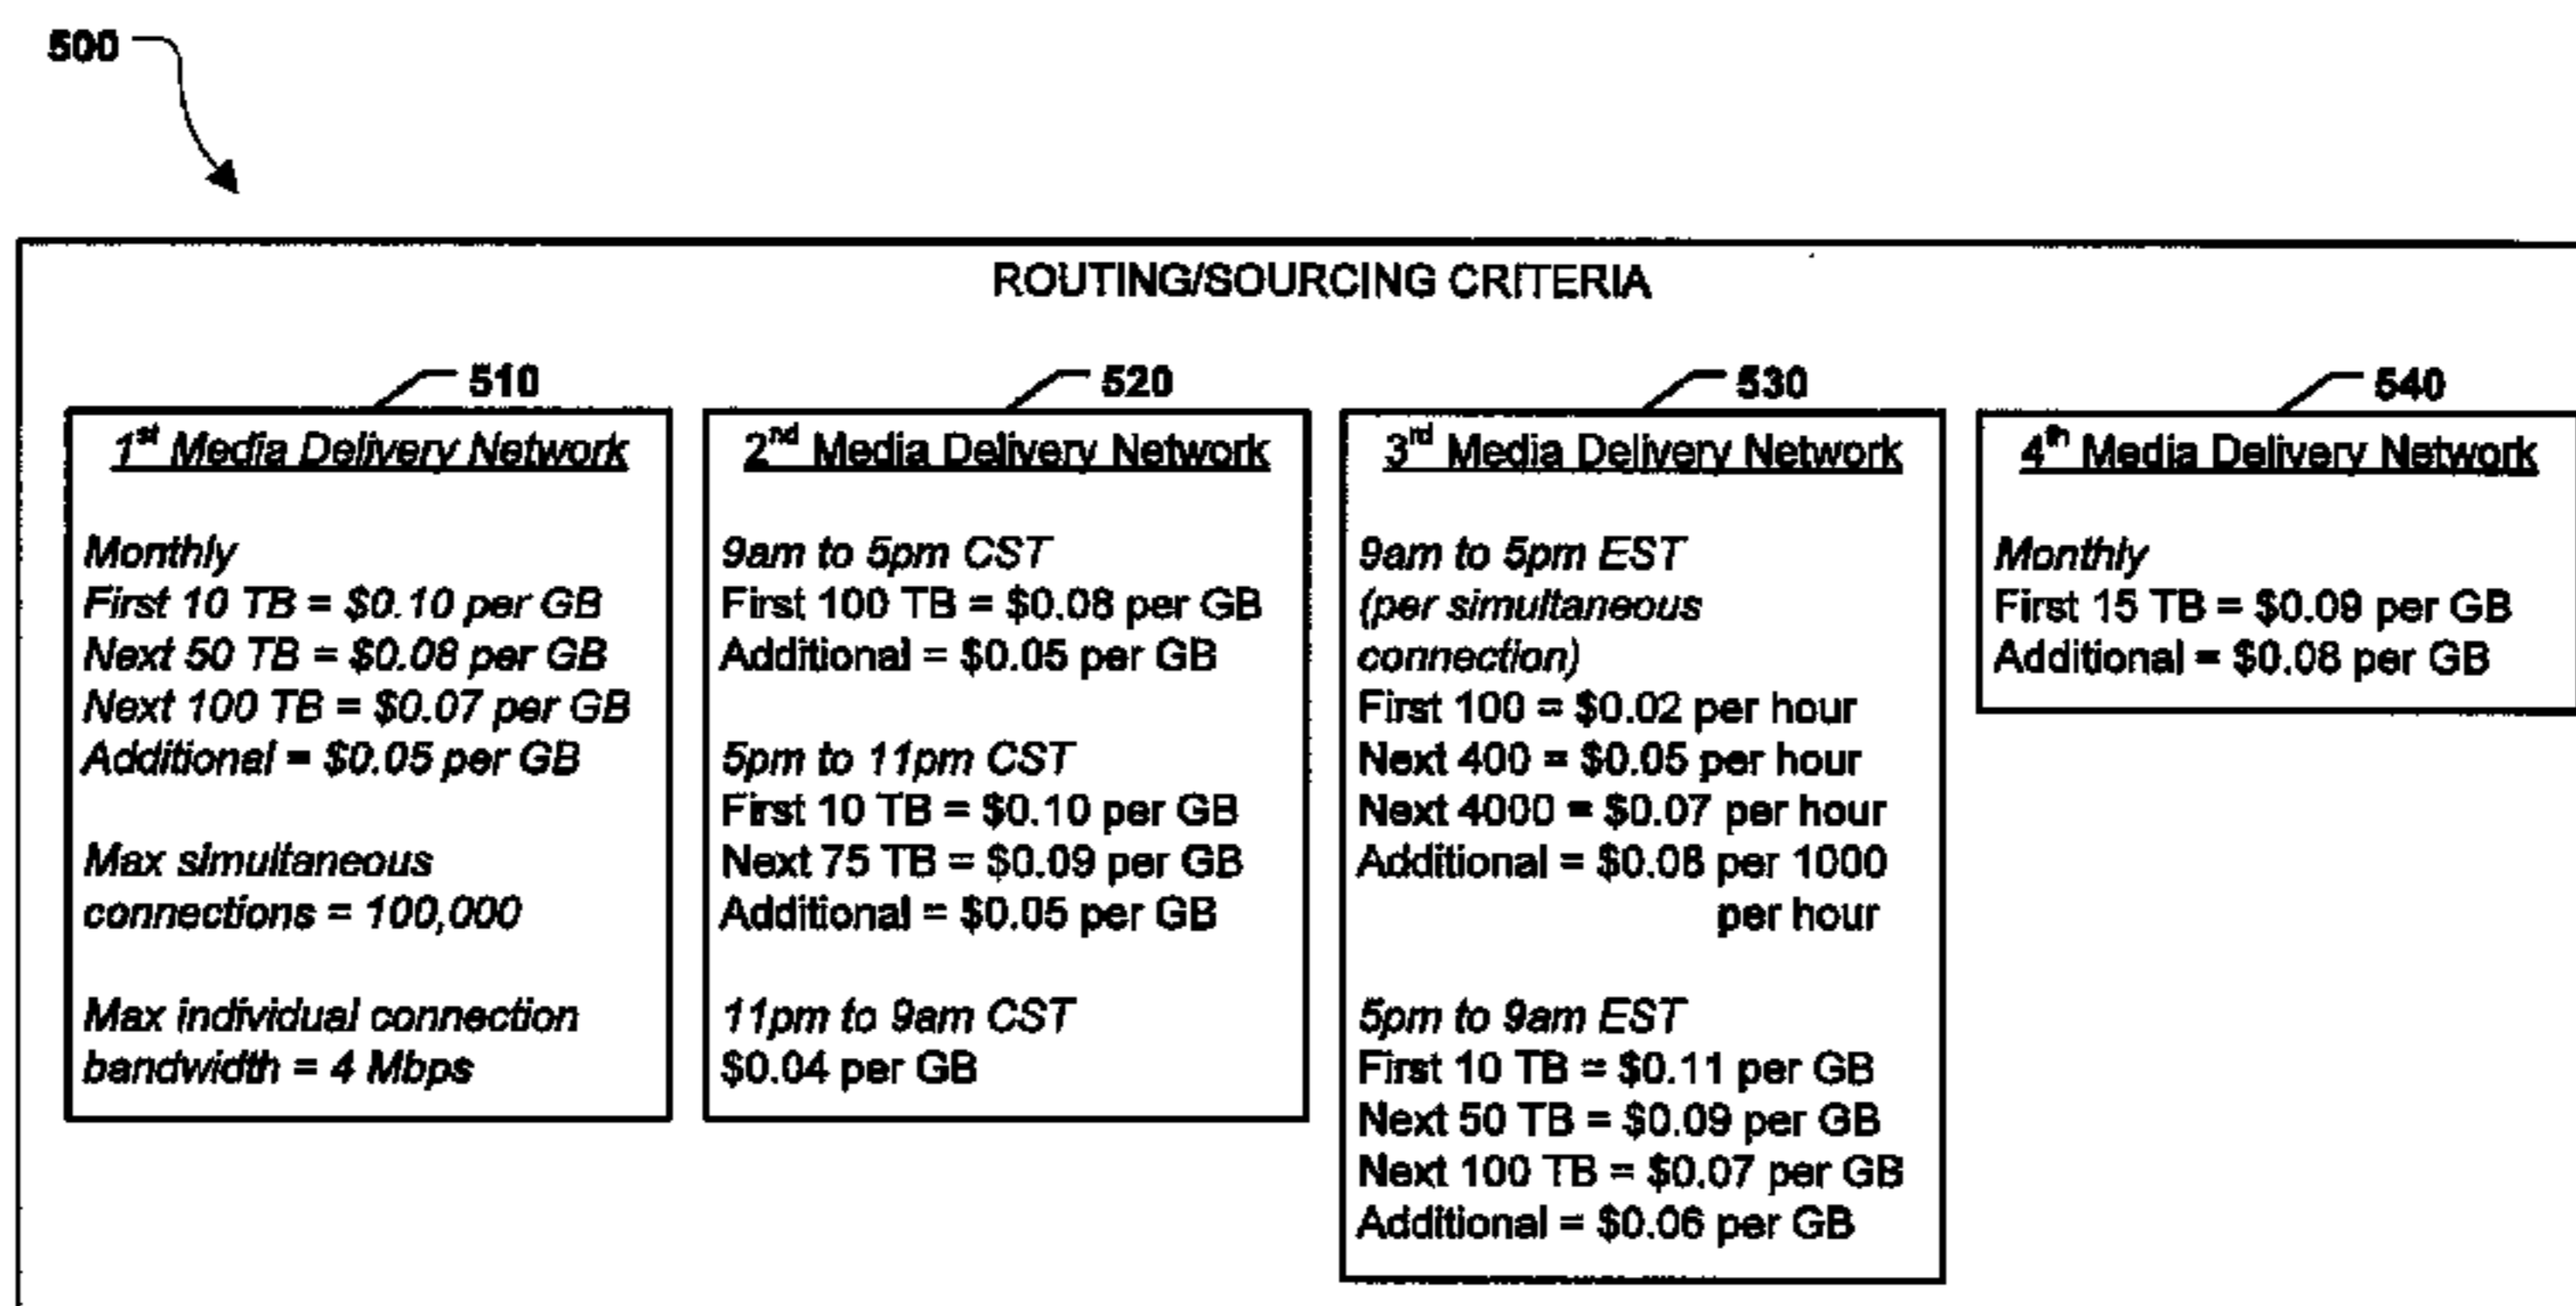 500
ROUTING/SOURCING CRITERIA
510
1st Media Delivery Network
Monthly
First 10 TB = $0.10 per GB
Next 50 TB = $0.08 per GB
Next 100 TB = $0.07 per GB
Additional = $0.05 per GB
Max simultaneous
connections = 100,000
Max individual connection
bandwidth = 4 Mbps
520
2nd Media Delivery Network
9am to 5pm CST
First 100 TB = $0.08 per GB
Additional = $0.05 per GB
5pm to 11pm CST
First 10 TB = $0.10 per GB
Next 75 TB = $0.09 per GB
Additional = $0.05 per GB
11pm to 9am CST
$0.04 per GB
530
3rd Media Delivery Network
9am to 5pm EST
(per simultaneous
connection)
First 100 = $0.02 per hour
Next 400 = $0.05 per hour
Next 4000 = $0.07 per hour
Additional = $0.08 per 1000
per hour
5pm to 9am EST
First 10 TB = $0.11 per GB
Next 50 TB = $0.09 per GB
Next 100 TB = $0.07 per GB
Additional = $0.06 per GB
540
4th Media Delivery Network
Monthly
First 15 TB = $0.09 per GB
Additional = $0.08 per GB